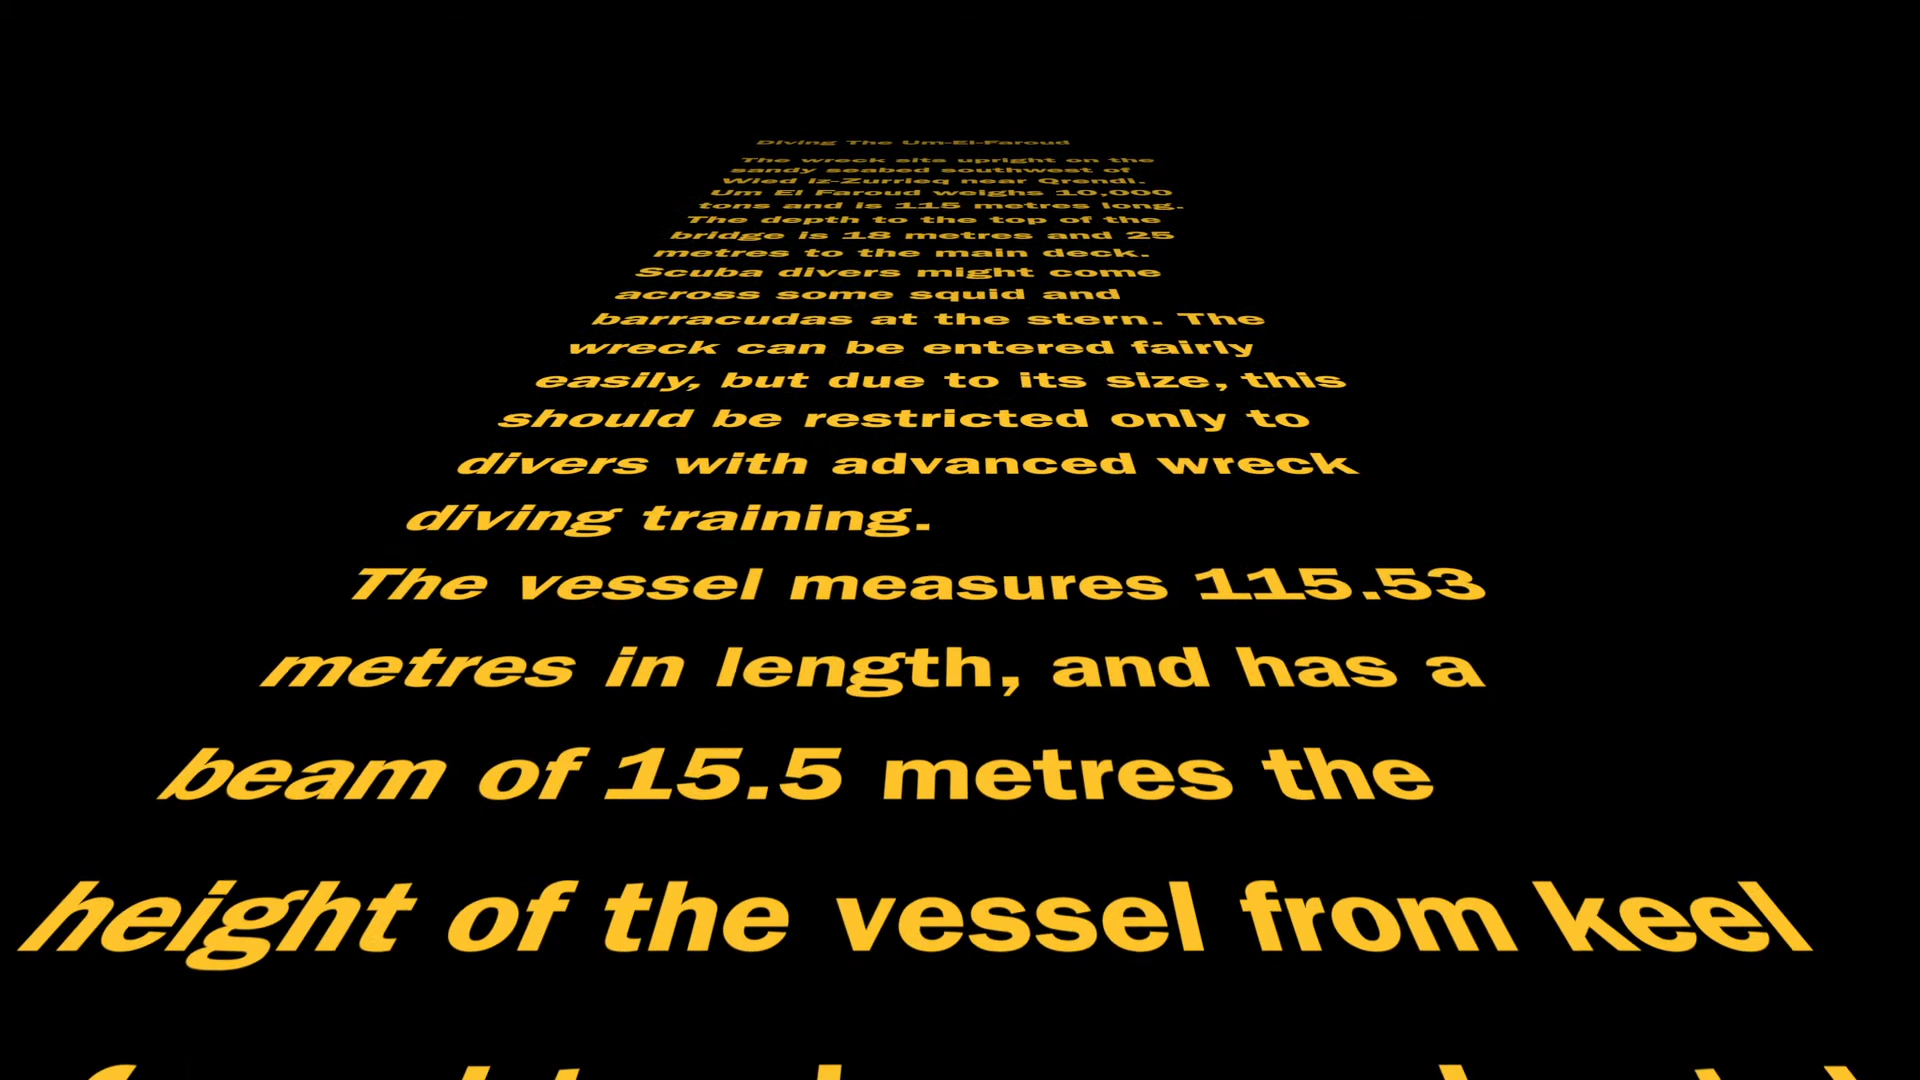 Diving The Um-El-Faroud
The wreck sits upright on the
sandy seabed southwest of
Wied iz-Zurrieq near Qrendi.
Um El Faroud weighs 10,000
tons and is 115 metres long.
The depth to the top of the
bridge is 18 metres and 25
metres to the main deck.
Scuba divers might come
across some squid and
barracudas at the stern. The
wreck can be entered fairly
easily, but due to its size, this
should be restricted only to
divers with advanced wreck
diving training.
The vessel measures 115.53
metres in length, and has a
beam of 15.5 metres the
height of the vessel from keel